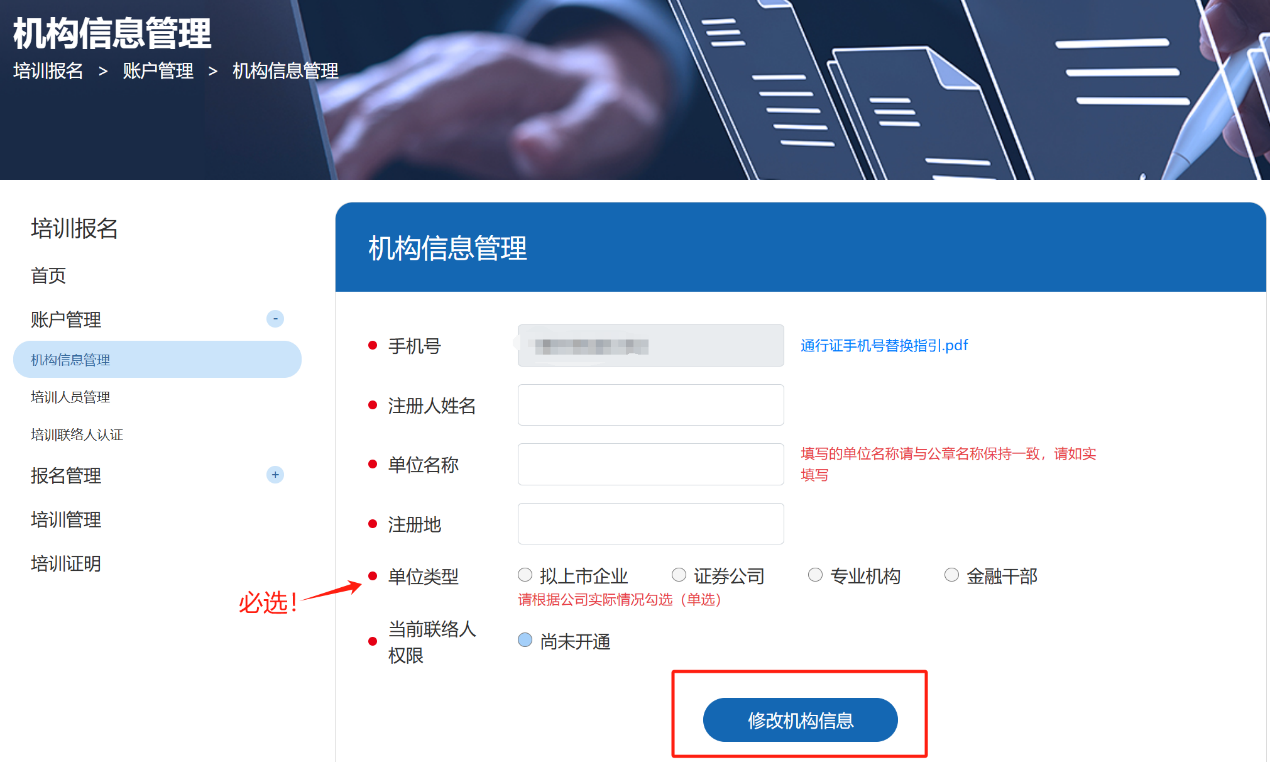 机构信息管理
培训报名 > 账户管理 > 机构信息管理
培训报名
首页
账户管理 -
机构信息管理
培训人员管理
培训联络人认证
报名管理 +
培训管理
培训证明
机构信息管理
手机号 通行证手机号替换指引.pdf
注册人姓名
单位名称 填写的单位名称请与公章名称保持一致，请如实
填写
注册地
必选！
单位类型 拟上市企业 证券公司 专业机构 金融干部
请根据公司实际情况勾选（单选）
当前联络人
权限
尚未开通
修改机构信息